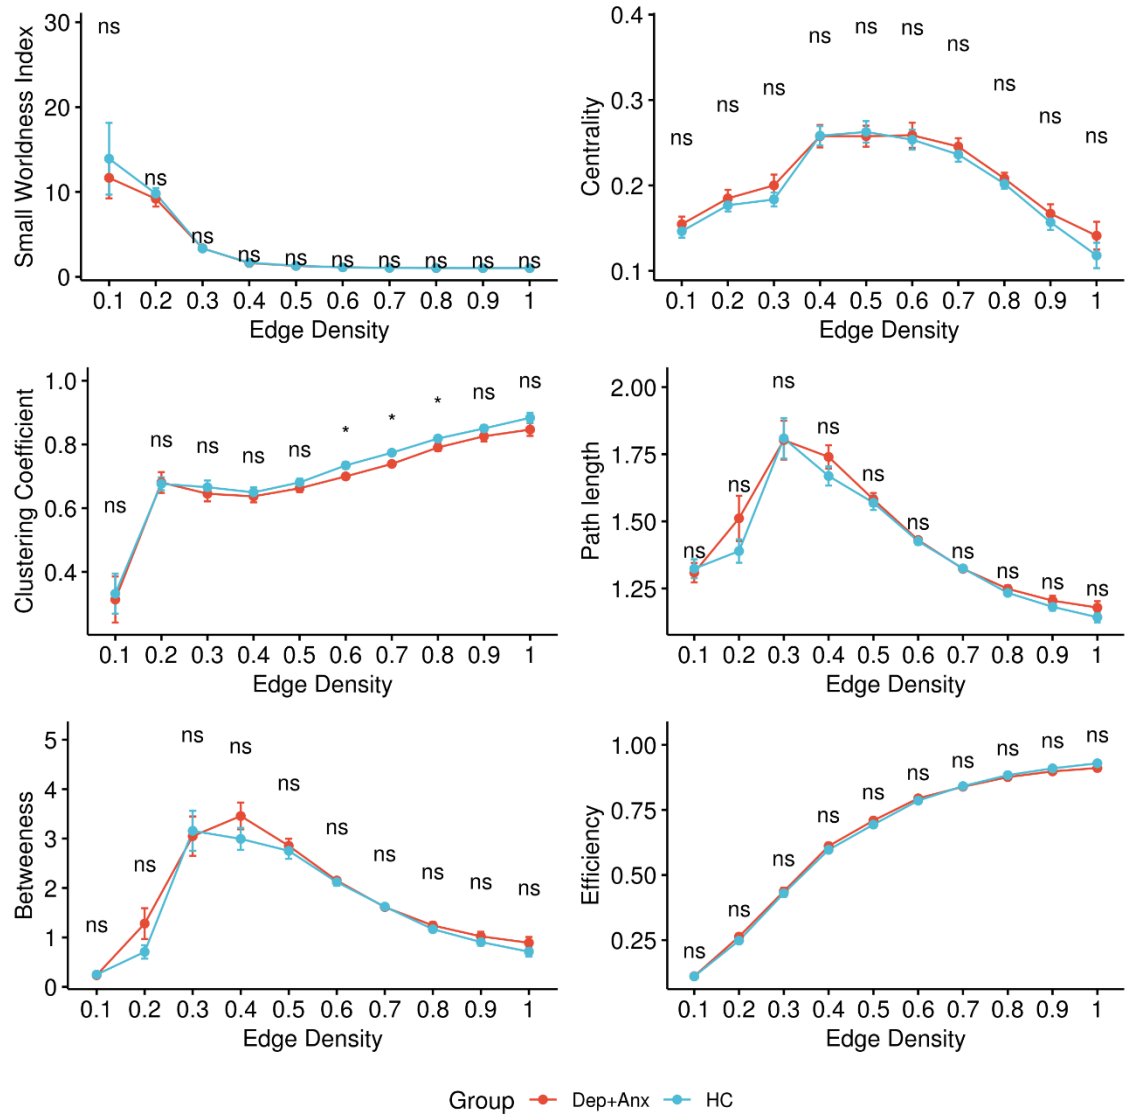 Small Worldness Index
30
20
10
0
ns ns ns ns ns ns ns ns ns ns
0.1 0.2 0.3 0.4 0.5 0.6 0.7 0.8 0.9 1
Edge Density
Centrality
0.4
0.3
0.2
0.1
ns ns ns ns ns ns ns ns ns ns
0.1 0.2 0.3 0.4 0.5 0.6 0.7 0.8 0.9 1
Edge Density
Clustering Coefficient
1.0
0.8
0.6
0.4
ns ns ns ns ns * * * ns ns
0.1 0.2 0.3 0.4 0.5 0.6 0.7 0.8 0.9 1
Edge Density
Path length
2.00
1.75
1.50
1.25
ns ns ns ns ns ns ns ns ns ns
0.1 0.2 0.3 0.4 0.5 0.6 0.7 0.8 0.9 1
Edge Density
Betweeness
5
4
3
2
1
0
ns ns ns ns ns ns ns ns ns ns
0.1 0.2 0.3 0.4 0.5 0.6 0.7 0.8 0.9 1
Edge Density
Efficiency
1.00
0.75
0.50
0.25
ns ns ns ns ns ns ns ns ns ns
0.1 0.2 0.3 0.4 0.5 0.6 0.7 0.8 0.9 1
Edge Density
Group Dep+Anx HC